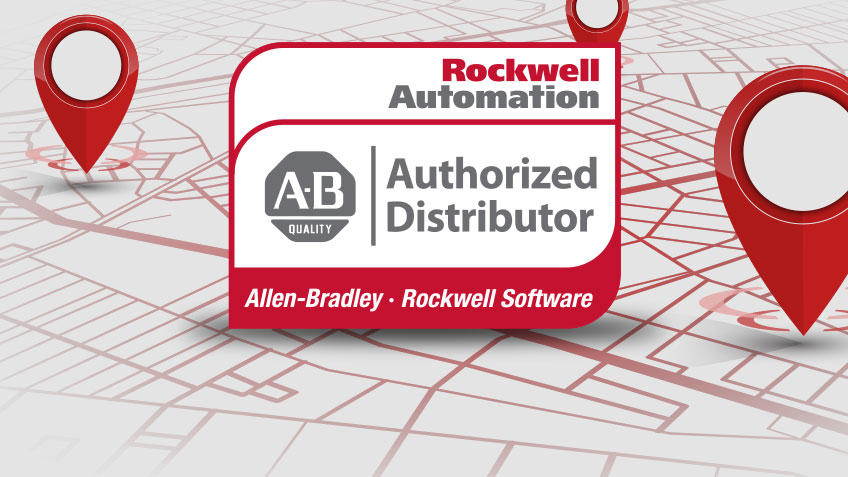 Rockwell
Automation
A-B
QUALITY
Authorized
Distributor
Allen-Bradley · Rockwell Software